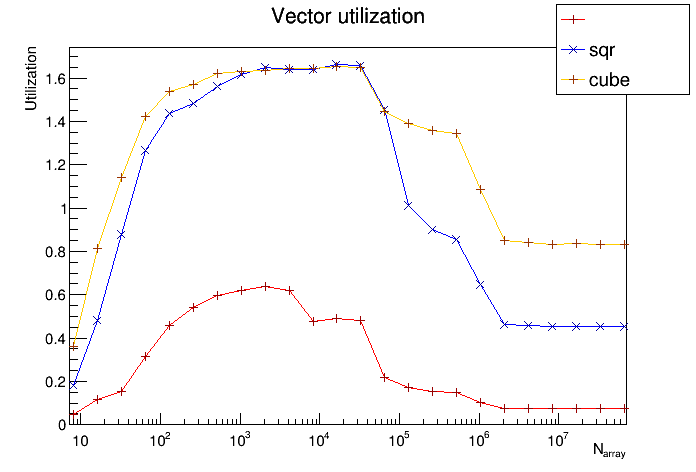 Vector utilization
sqr
cube
Utilization
1.6
1.4
1.2
1
0.8
0.6
0.4
0.2
0
10 10² 10³ 10⁴ 10⁵ 10⁶ 10⁷
N_array